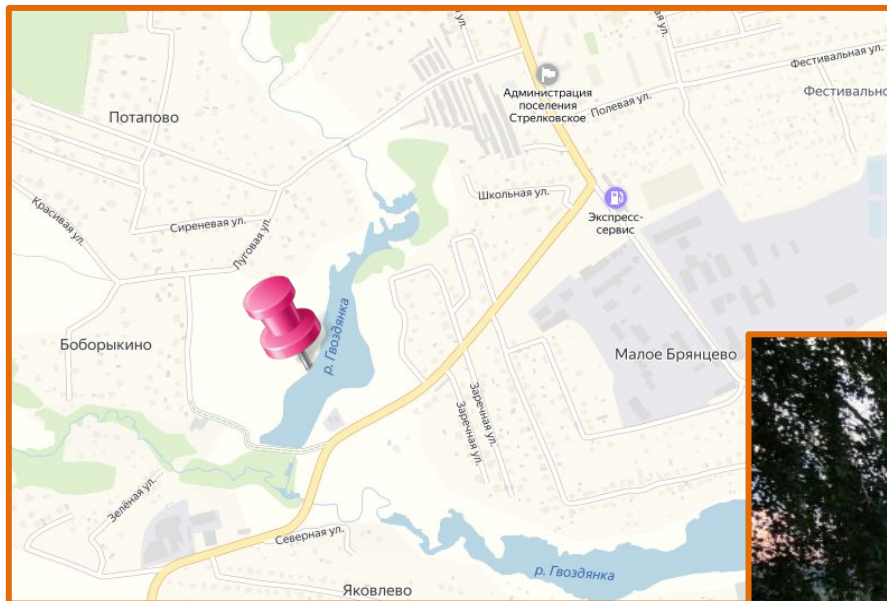 Фестивальная ул.
Администрация
поселения
Стрелковское
Полевая ул.
Фестивально
Потапово
Школьная ул.
Экспресс-
сервис
Красивая ул.
Сиреневая ул.
Луговая ул.
р. Гвоздянка
Боборыкино
Малое Брянцево
Заречная ул.
Заречная ул.
Зелёная ул.
Северная ул.
р. Гвоздянка
Яковлево